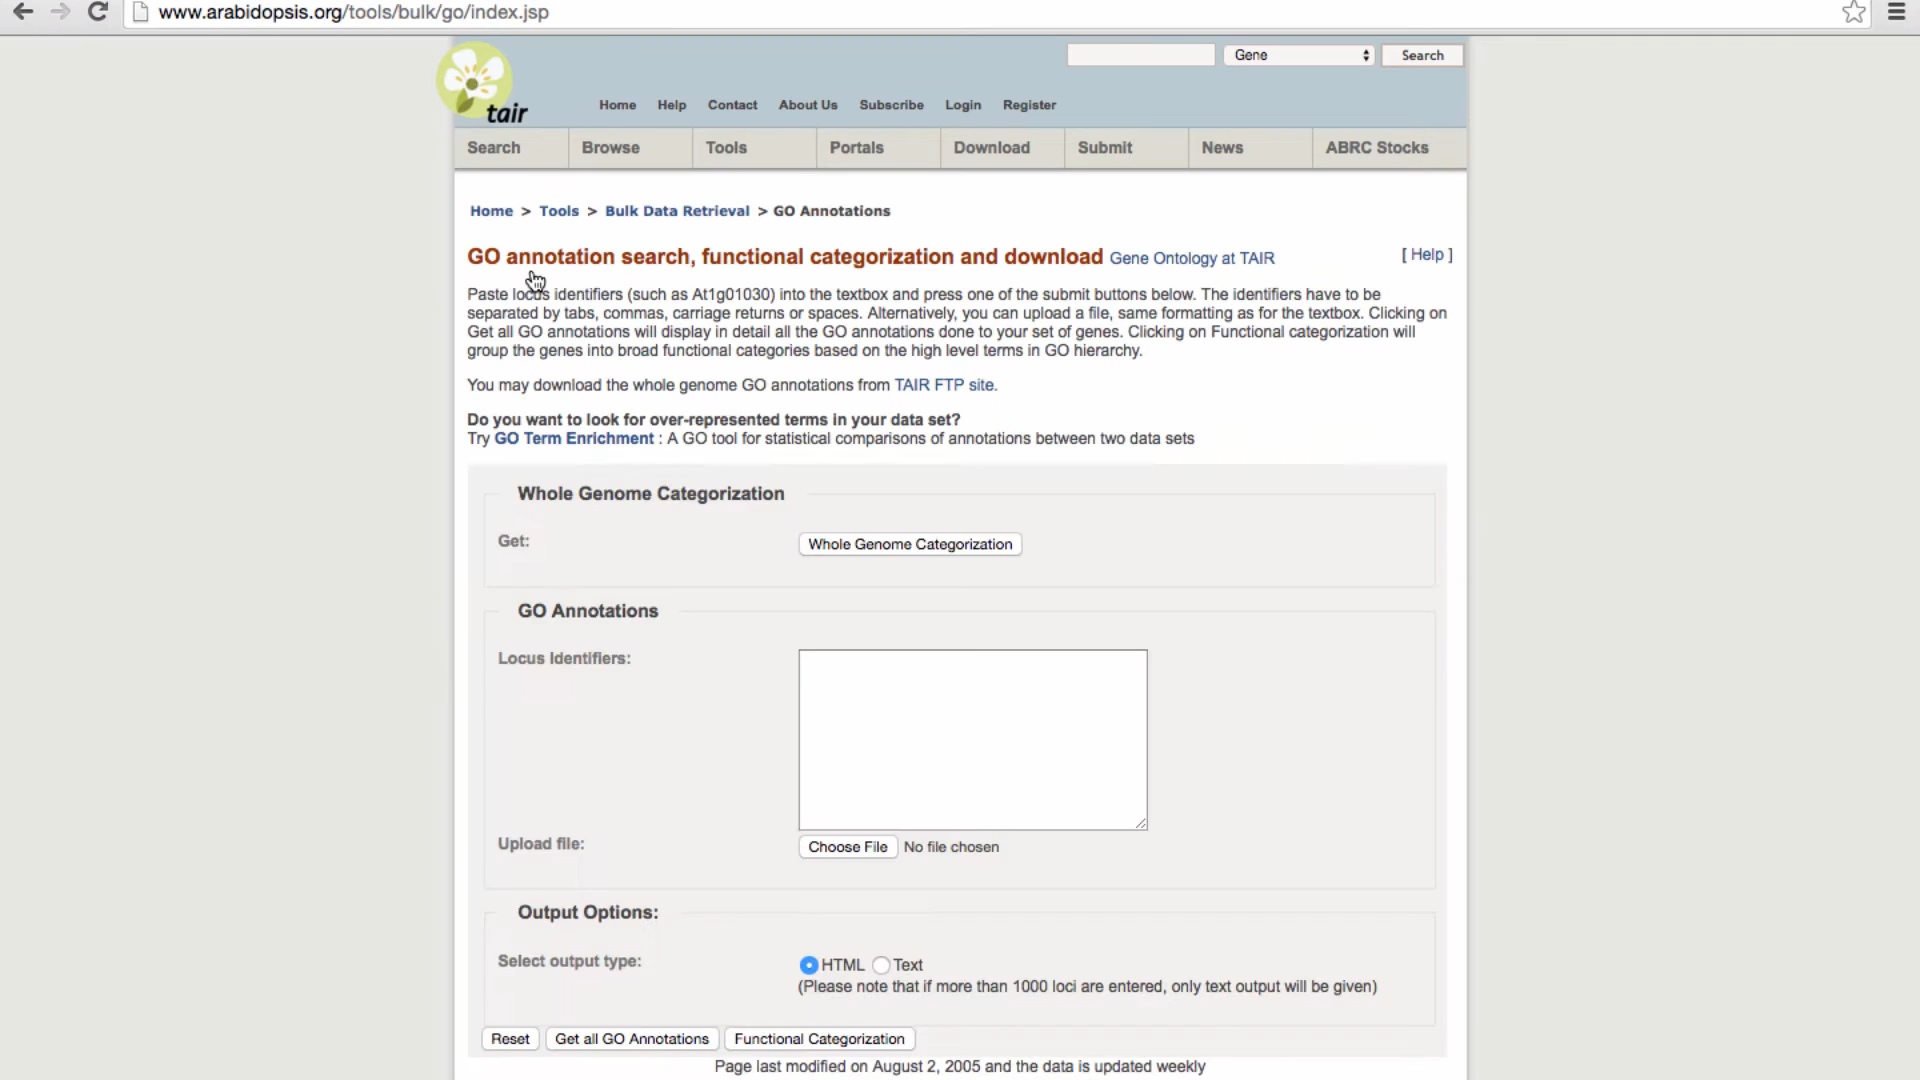 www.arabidopsis.org/tools/bulk/go/index.jsp
Gene
Search
tair
Home Help Contact About Us Subscribe Login Register
Search Browse Tools Portals Download Submit News ABRC Stocks
Home > Tools > Bulk Data Retrieval > GO Annotations
GO annotation search, functional categorization and download Gene Ontology at TAIR [ Help ]
Paste locus identifiers (such as At1g01030) into the textbox and press one of the submit buttons below. The identifiers have to be
separated by tabs, commas, carriage returns or spaces. Alternatively, you can upload a file, same formatting as for the textbox. Clicking on
Get all GO annotations will display in detail all the GO annotations done to your set of genes. Clicking on Functional categorization will
group the genes into broad functional categories based on the high level terms in GO hierarchy.
You may download the whole genome GO annotations from TAIR FTP site.
Do you want to look for over-represented terms in your data set?
Try GO Term Enrichment : A GO tool for statistical comparisons of annotations between two data sets
Whole Genome Categorization
Get: Whole Genome Categorization
GO Annotations
Locus Identifiers:
Upload file: Choose File No file chosen
Output Options:
Select output type: HTML Text
(Please note that if more than 1000 loci are entered, only text output will be given)
Reset Get all GO Annotations Functional Categorization
Page last modified on August 2, 2005 and the data is updated weekly